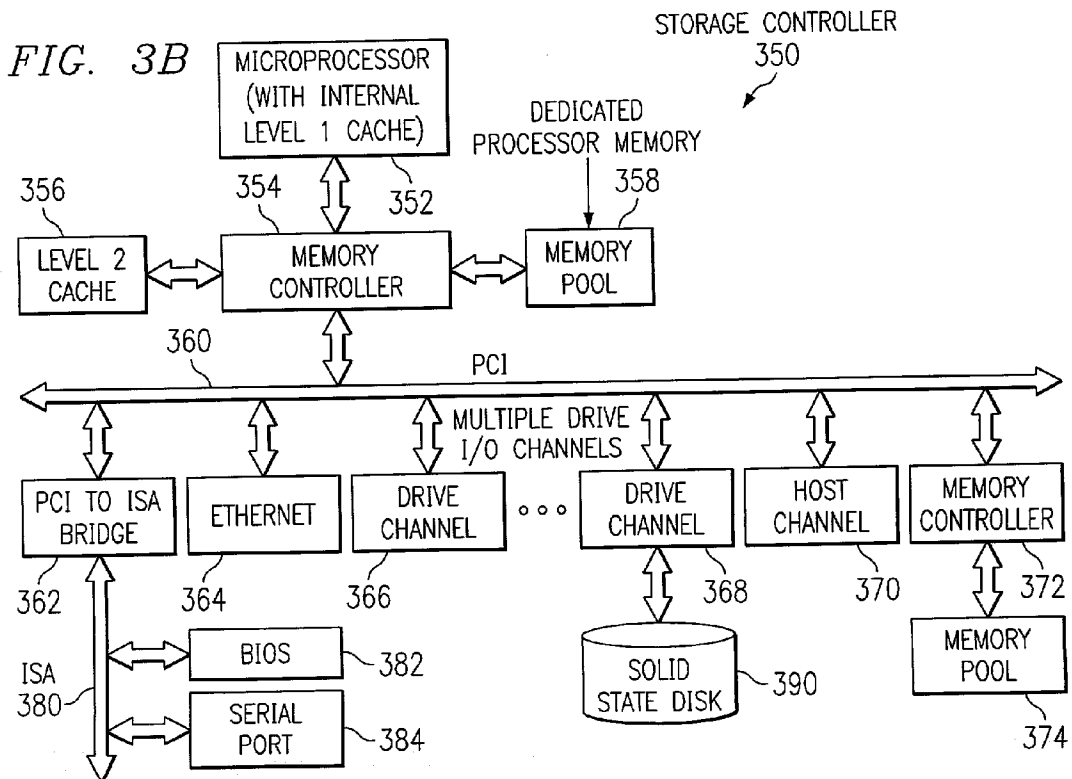 FIG. 3B
STORAGE CONTROLLER
350
MICROPROCESSOR
(WITH INTERNAL
LEVEL 1 CACHE)
352
DEDICATED
PROCESSOR MEMORY
358
356
354
LEVEL 2
CACHE
MEMORY
CONTROLLER
MEMORY
POOL
360
PCI
MULTIPLE DRIVE
I/O CHANNELS
PCI TO ISA
BRIDGE
362
ETHERNET
364
DRIVE
CHANNEL
366
DRIVE
CHANNEL
368
HOST
CHANNEL
370
MEMORY
CONTROLLER
372
ISA
380
BIOS
382
SERIAL
PORT
384
SOLID
STATE DISK
390
MEMORY
POOL
374